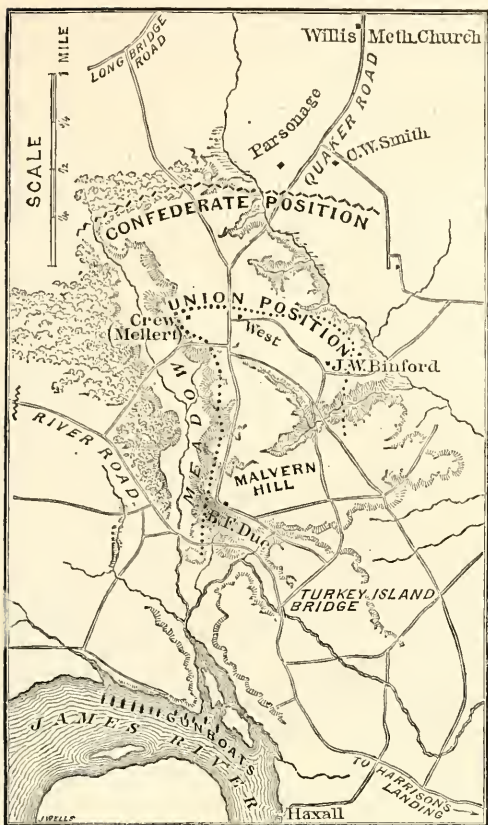 Willis Meth. Church
LONG BRIDGE
ROAD
1 MILE
3/4
1/2
1/4
SCALE
Parsonage
QUAKER ROAD
C.W. Smith
CONFEDERATE POSITION
UNION POSITION
Crew
(Mellert)
West
J.W. Binford
MEADOW
RIVER ROAD.
MALVERN
HILL
B.F. Duc
TURKEY ISLAND
BRIDGE
GUNBOATS
JAMES RIVER
TO HARRISONS
LANDING
Haxall
J WELLS